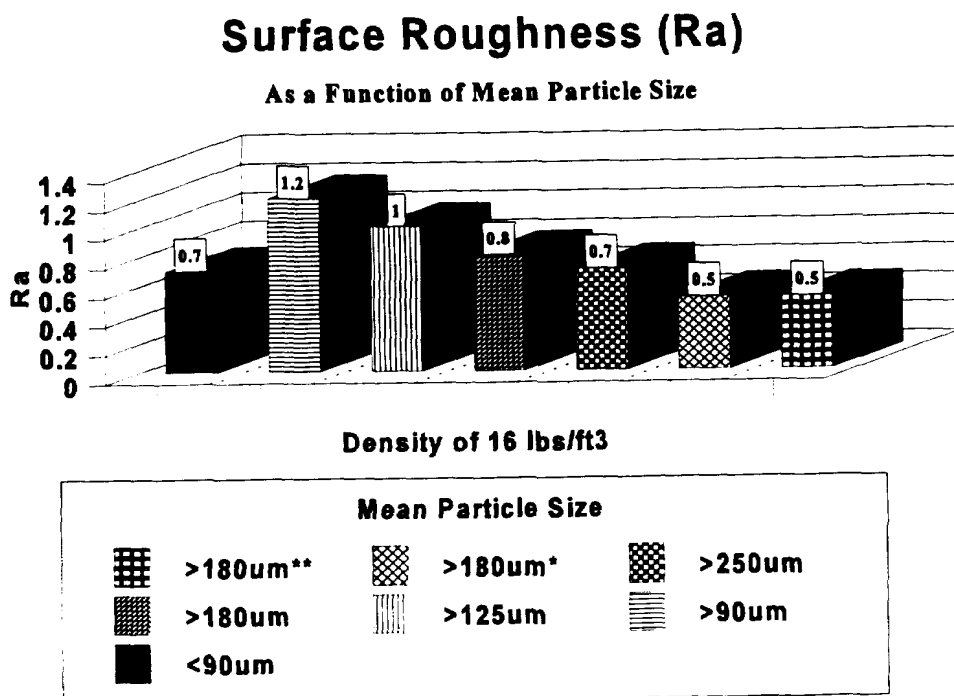 Surface Roughness (Ra)
As a Function of Mean Particle Size
1.4
1.2
1
0.8
0.6
0.4
0.2
0
Ra
0.7
1.2
1
0.8
0.7
0.5
0.5
Density of 16 lbs/ft3
Mean Particle Size
>180um** >180um* >250um
>180um >125um >90um
<90um